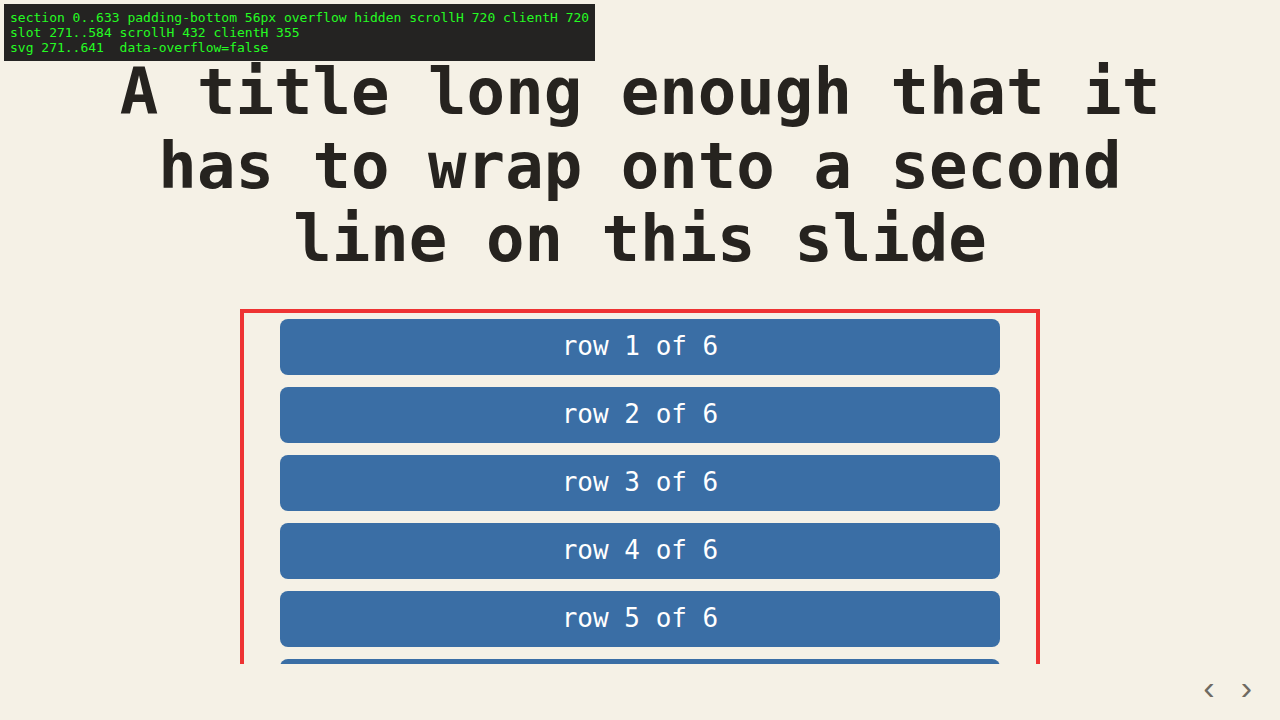 section 0..633 padding-bottom 56px overflow hidden scrollH 720 clientH 720
slot 271..584 scrollH 432 clientH 355
svg 271..641  data-overflow=false
A title long enough that it
has to wrap onto a second
line on this slide
row 1 of 6
row 2 of 6
row 3 of 6
row 4 of 6
row 5 of 6
‹ ›